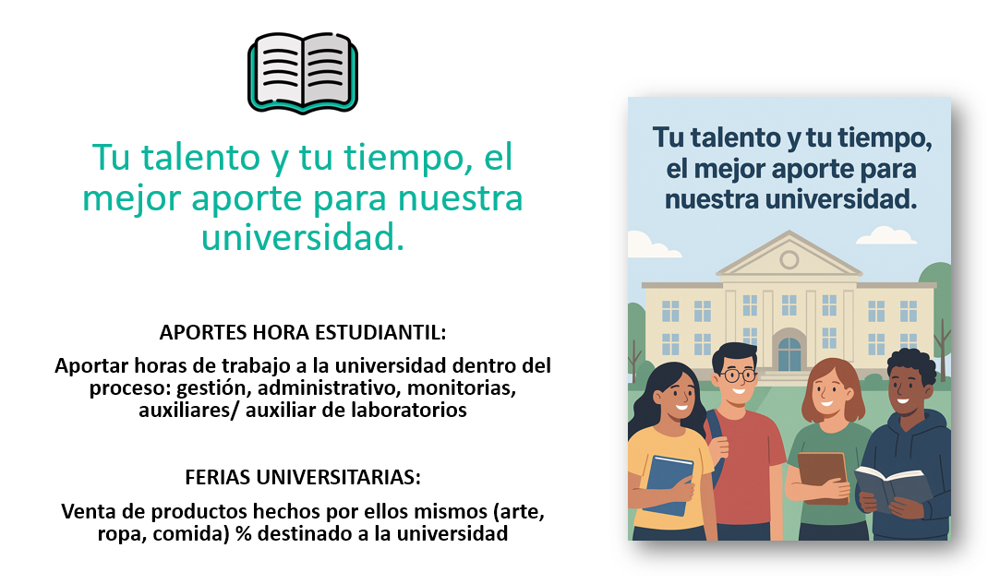 Tu talento y tu tiempo, el
mejor aporte para nuestra
universidad.
APORTES HORA ESTUDIANTIL:
Aportar horas de trabajo a la universidad dentro del
proceso: gestión, administrativo, monitorias,
auxiliares/ auxiliar de laboratorios
FERIAS UNIVERSITARIAS:
Venta de productos hechos por ellos mismos (arte,
ropa, comida) % destinado a la universidad
Tu talento y tu tiempo,
el mejor aporte para
nuestra universidad.